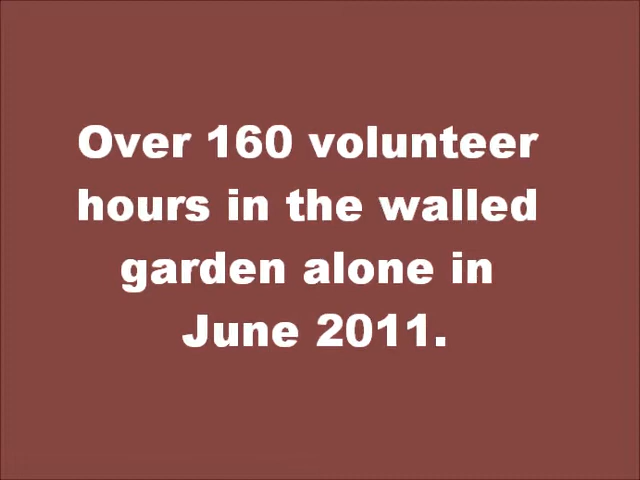 Over 160 volunteer
hours in the walled
garden alone in
June 2011.